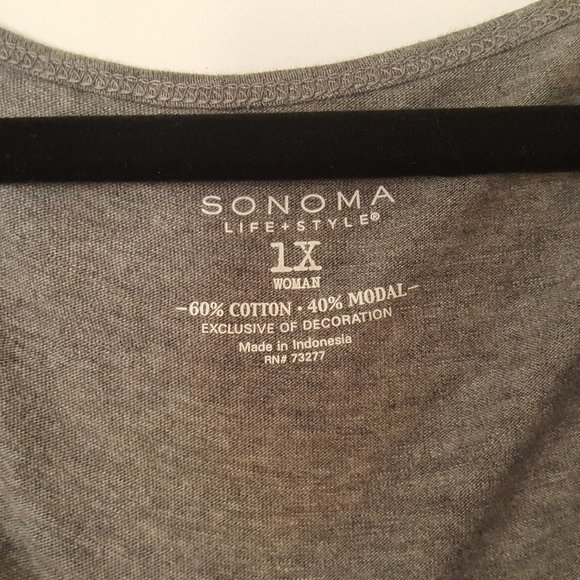 SONOMA
LIFE+STYLE®
1X
WOMAN
—60% COTTON • 40% MODAL—
EXCLUSIVE OF DECORATION
Made in Indonesia
RN# 73277